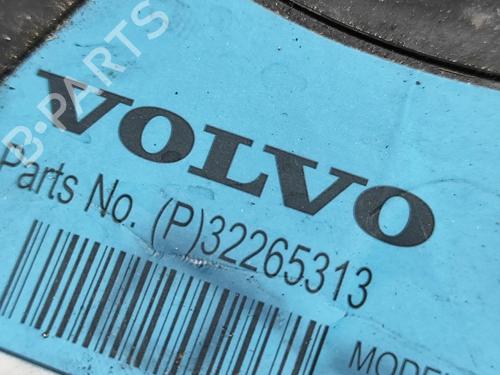 VOLVO
Parts No. (P)32265313
MODE
B-PARTS